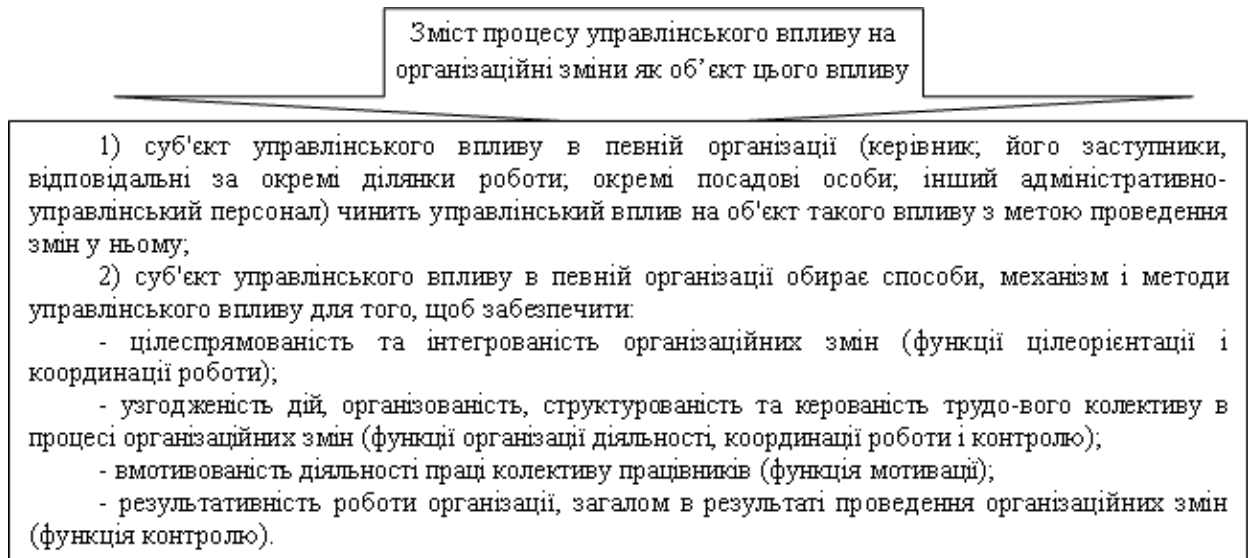 Зміст процесу управлінського впливу на
організаційні зміни як об’єкт цього впливу
1) суб'єкт управлінського впливу в певній організації (керівник; його заступники,
відповідальні за окремі ділянки роботи; окремі посадові особи; інший адміністративно-
управлінський персонал) чинить управлінський вплив на об'єкт такого впливу з метою проведення
змін у ньому;
2) суб'єкт управлінського впливу в певній організації обирає способи, механізм і методи
управлінського впливу для того, щоб забезпечити:
- цілеспрямованість та інтегрованість організаційних змін (функції цілеорієнтації і
координації роботи);
- узгодженість дій, організованість, структурованість та керованість трудо-вого колективу в
процесі організаційних змін (функції організації діяльності, координації роботи і контролю);
- вмотивованість діяльності праці колективу працівників (функція мотивації);
- результативність роботи організації, загалом в результаті проведення організаційних змін
(функція контролю).